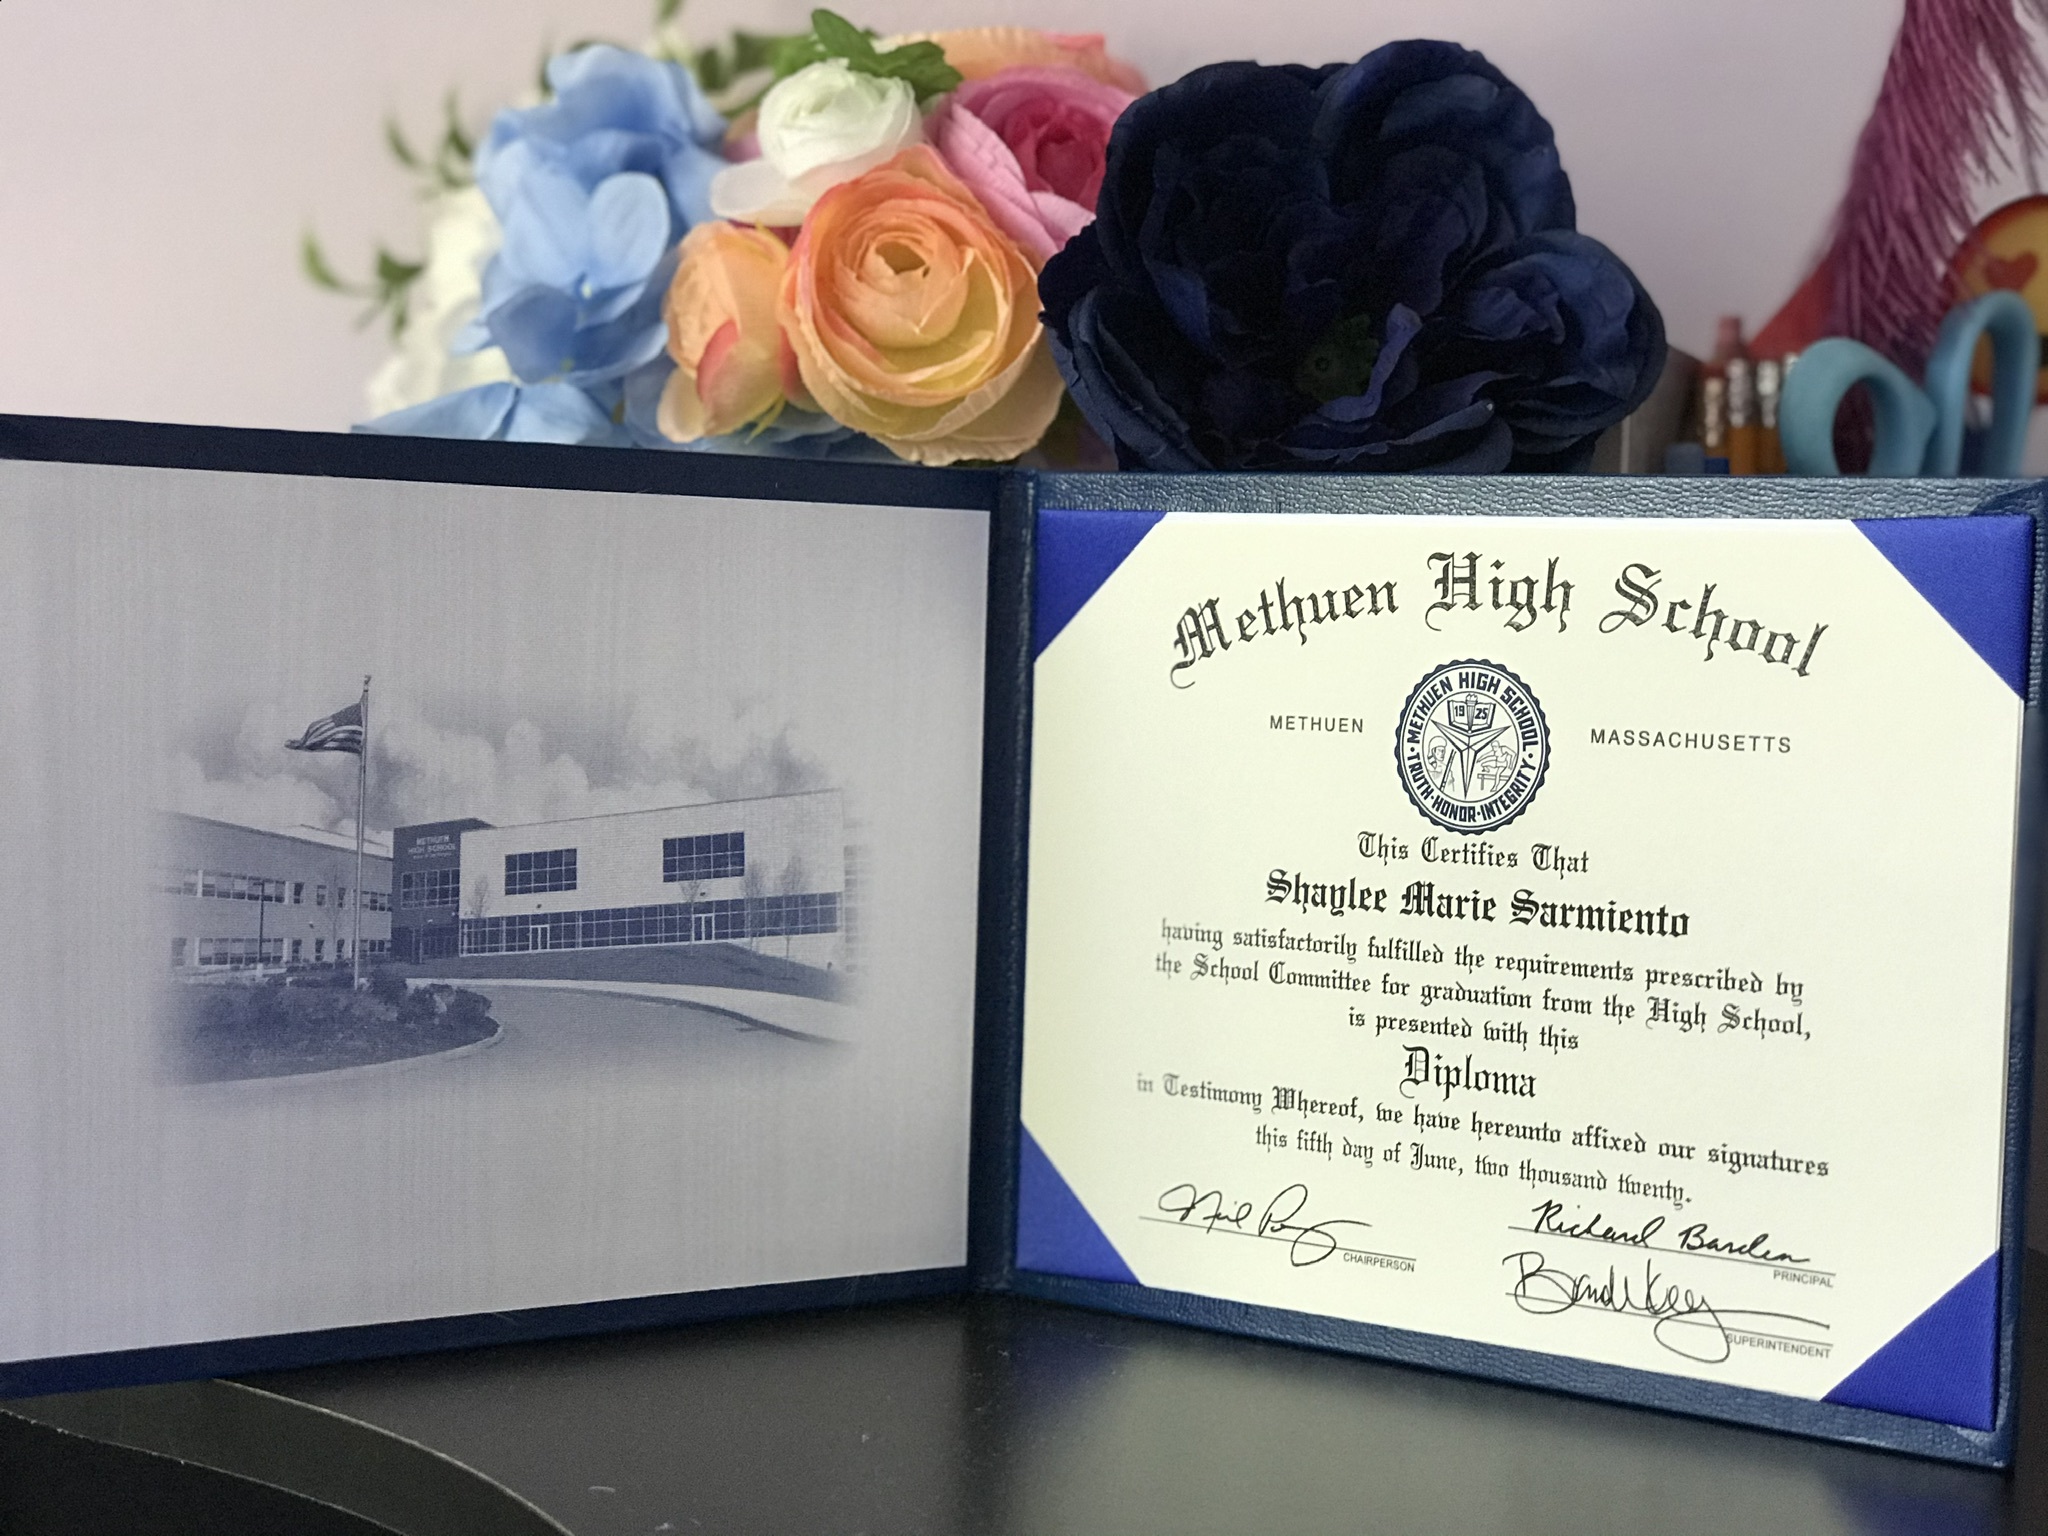 METHUEN
HIGH SCHOOL
Methuen High School
METHUEN
METHUEN HIGH SCHOOL
19 25
TRUTH · HONOR · INTEGRITY
MASSACHUSETTS
This Certifies That
Shaylee Marie Sarmiento
having satisfactorily fulfilled the requirements prescribed by
the School Committee for graduation from the High School,
is presented with this
Diploma
in Testimony Whereof, we have hereunto affixed our signatures
this fifth day of June, two thousand twenty.
Richard Barden
CHAIRPERSON
PRINCIPAL
SUPERINTENDENT